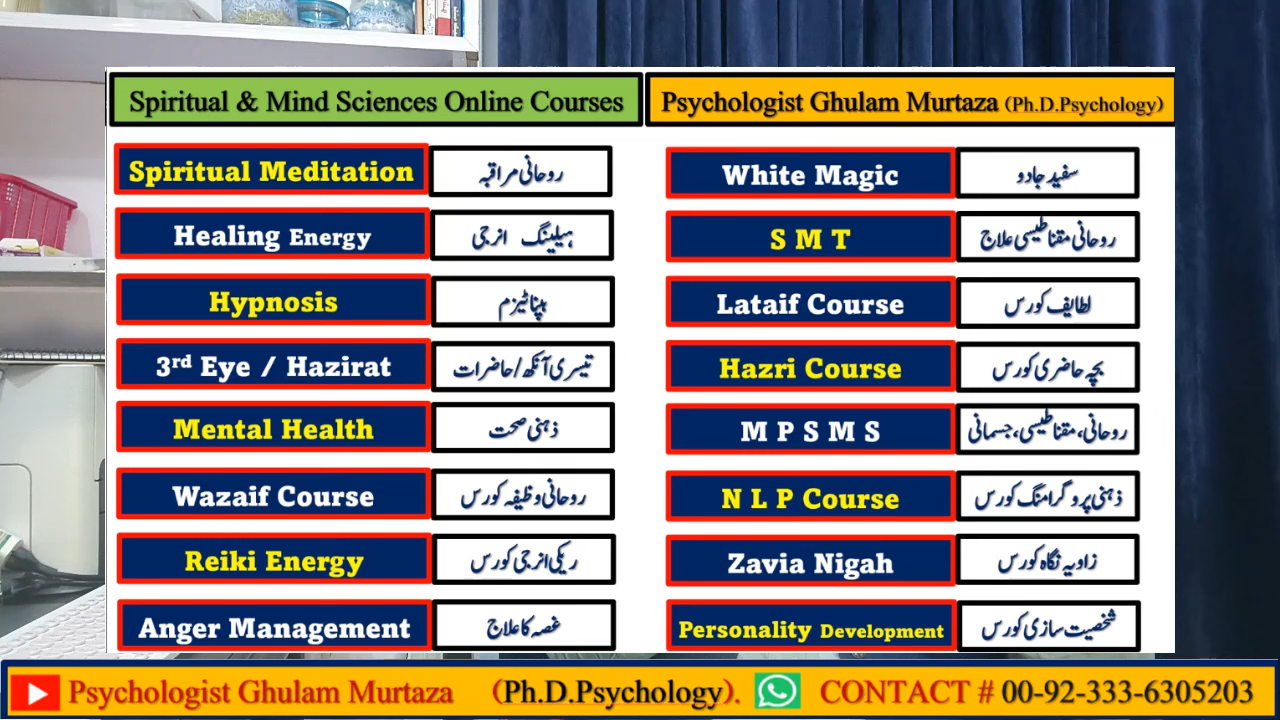 Spiritual & Mind Sciences Online Courses
Psychologist Ghulam Murtaza (Ph.D.Psychology)
Spiritual Meditation روحانی مراقبہ
Healing Energy ہیلینگ انرجی
Hypnosis ہپناٹیزم
3rd Eye / Hazirat تیسری آنکھ/حاضرات
Mental Health ذہنی صحت
Wazaif Course روحانی وظیفہ کورس
Reiki Energy ریکی انرجی کورس
Anger Management غصہ کا علاج
White Magic سفید جادو
S M T روحانی مقناطیسی علاج
Lataif Course لطایف کورس
Hazri Course بچہ حاضری کورس
M P S M S روحانی، مقناطیسی، جسمانی
N L P Course ذہنی پروگرامنگ کورس
Zavia Nigah زاویہ نگاہ کورس
Personality Development شخصیت سازی کورس
Psychologist Ghulam Murtaza (Ph.D.Psychology). CONTACT # 00-92-333-6305203